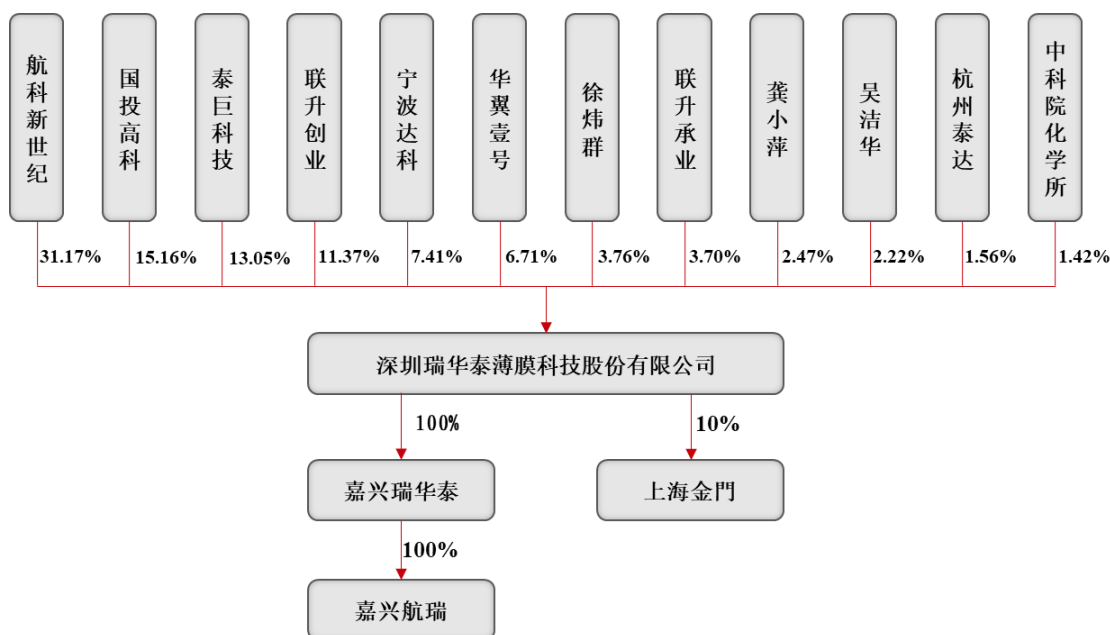 航科新世纪
国投高科
泰巨科技
联升创业
宁波达科
华翼壹号
徐炜群
联升承业
龚小萍
吴洁华
杭州泰达
中科院化学所
31.17%
15.16%
13.05%
11.37%
7.41%
6.71%
3.76%
3.70%
2.47%
2.22%
1.56%
1.42%
深圳瑞华泰薄膜科技股份有限公司
100%
10%
嘉兴瑞华泰
上海金門
100%
嘉兴航瑞